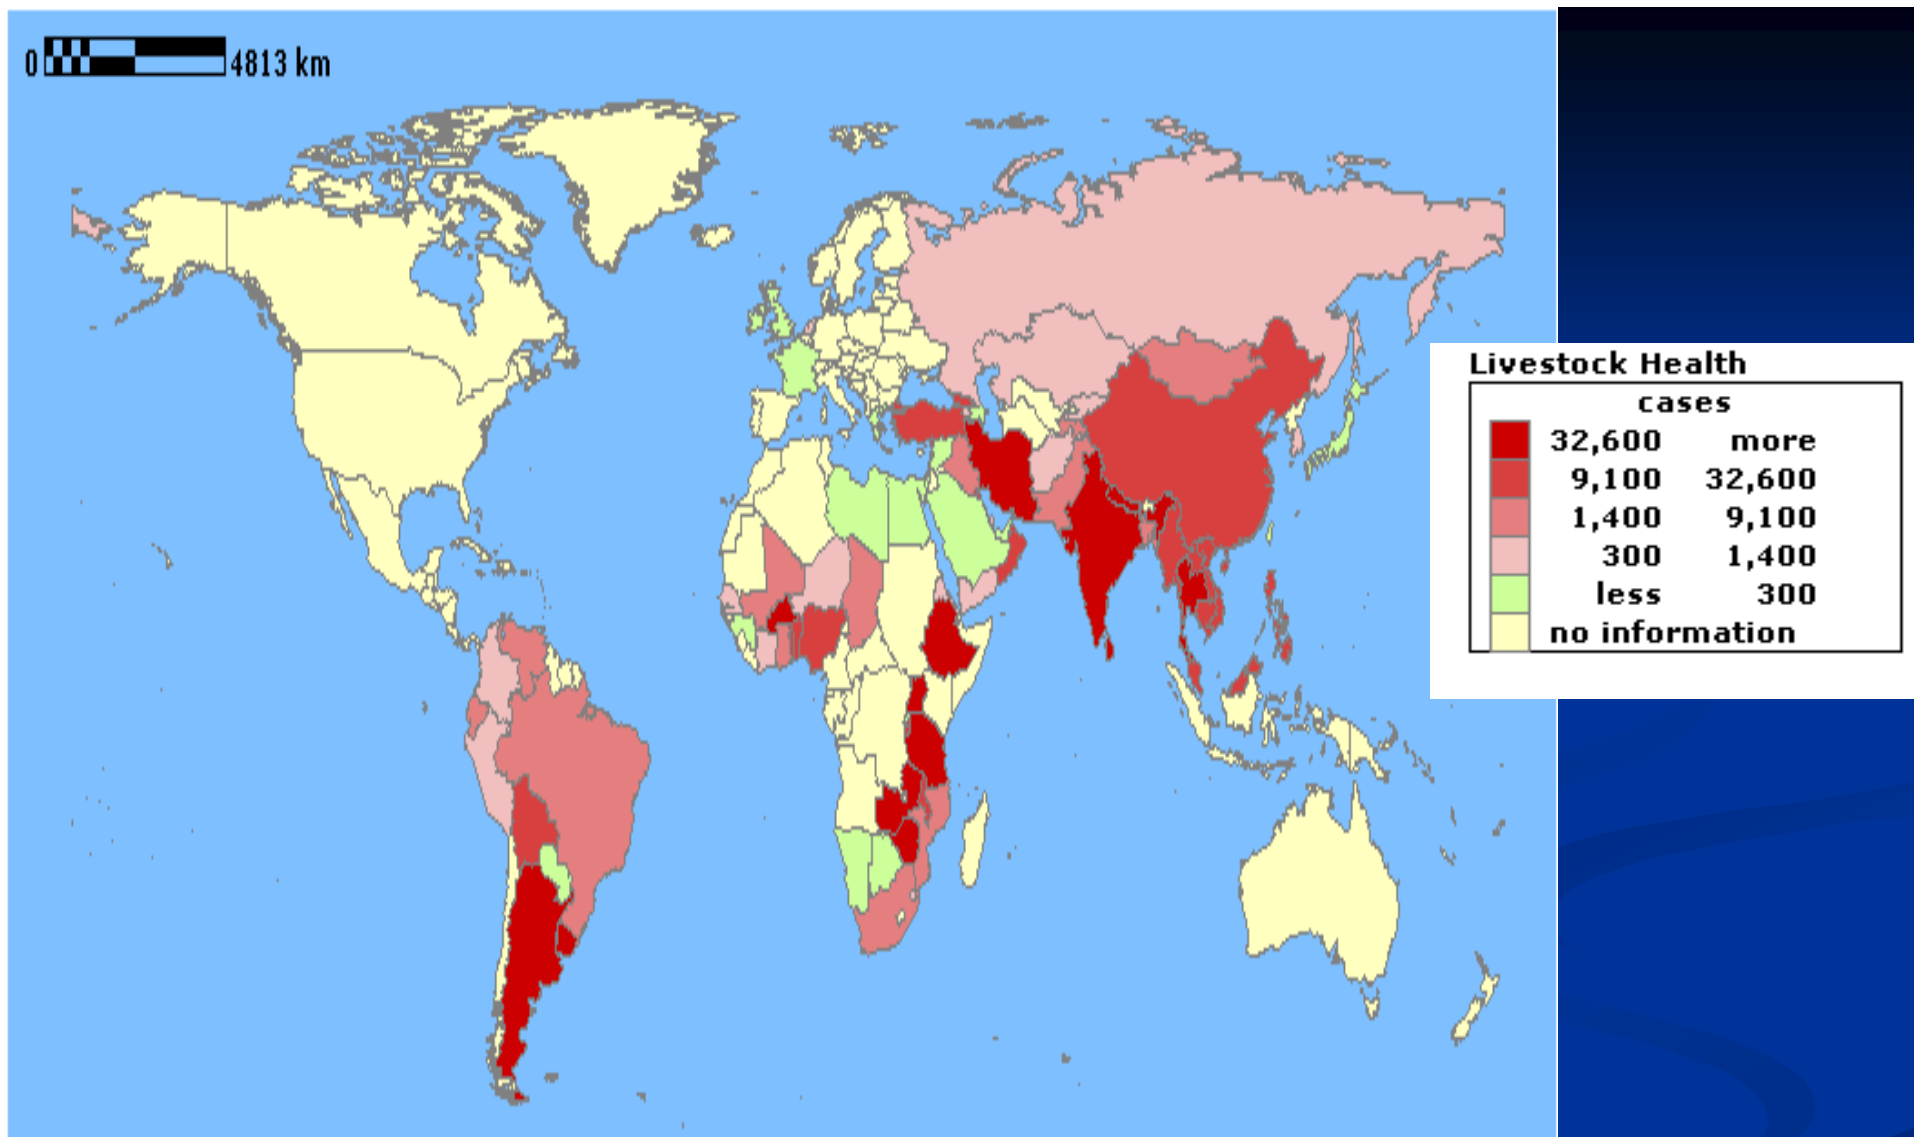 0 4813 km
Livestock Health
cases
32,600 more
9,100 32,600
1,400 9,100
300 1,400
less 300
no information